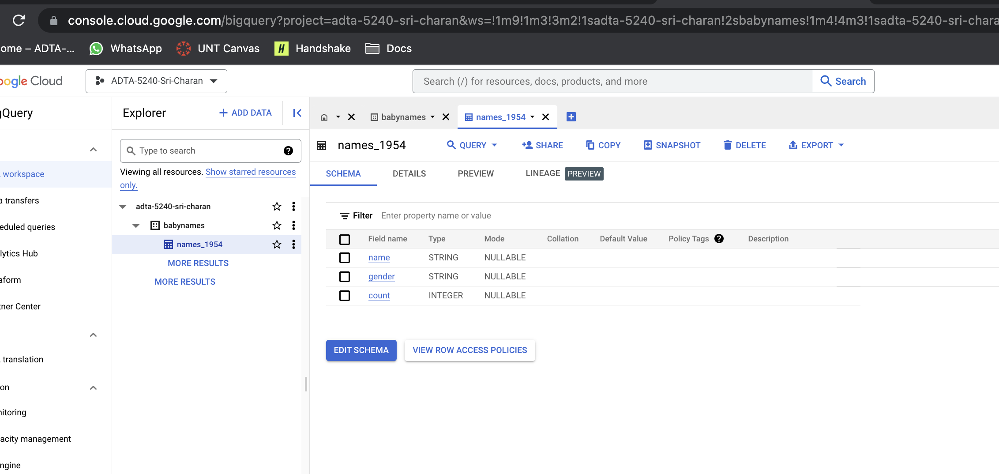 console.cloud.google.com/bigquery?project=adta-5240-sri-charan&ws=!1m9!1m3!3m2!1sadta-5240-sri-charan!2sbabynames!1m4!4m3!1sadta-5240-sri-chara
ome – ADTA-... WhatsApp UNT Canvas H Handshake Docs
oogle Cloud ADTA-5240-Sri-Charan Search (/) for resources, docs, products, and more Search
gQuery
workspace
a transfers
eduled queries
lytics Hub
aform
tner Center
translation
on
nitoring
acity management
ngine
Explorer + ADD DATA
Type to search ?
Viewing all resources. Show starred resources
only.
adta-5240-sri-charan
babynames
names_1954
MORE RESULTS
MORE RESULTS
babynames names_1954
names_1954 QUERY SHARE COPY SNAPSHOT DELETE EXPORT
SCHEMA DETAILS PREVIEW LINEAGE PREVIEW
Filter Enter property name or value
Field name Type Mode Collation Default Value Policy Tags ? Description
name STRING NULLABLE
gender STRING NULLABLE
count INTEGER NULLABLE
EDIT SCHEMA VIEW ROW ACCESS POLICIES